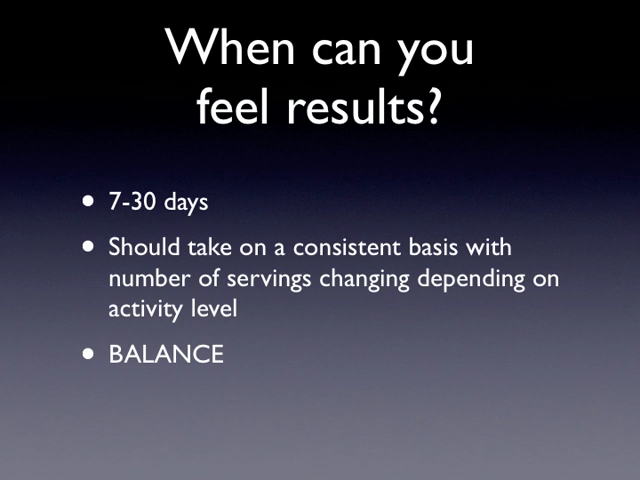 When can you
feel results?
• 7-30 days
• Should take on a consistent basis with
number of servings changing depending on
activity level
• BALANCE